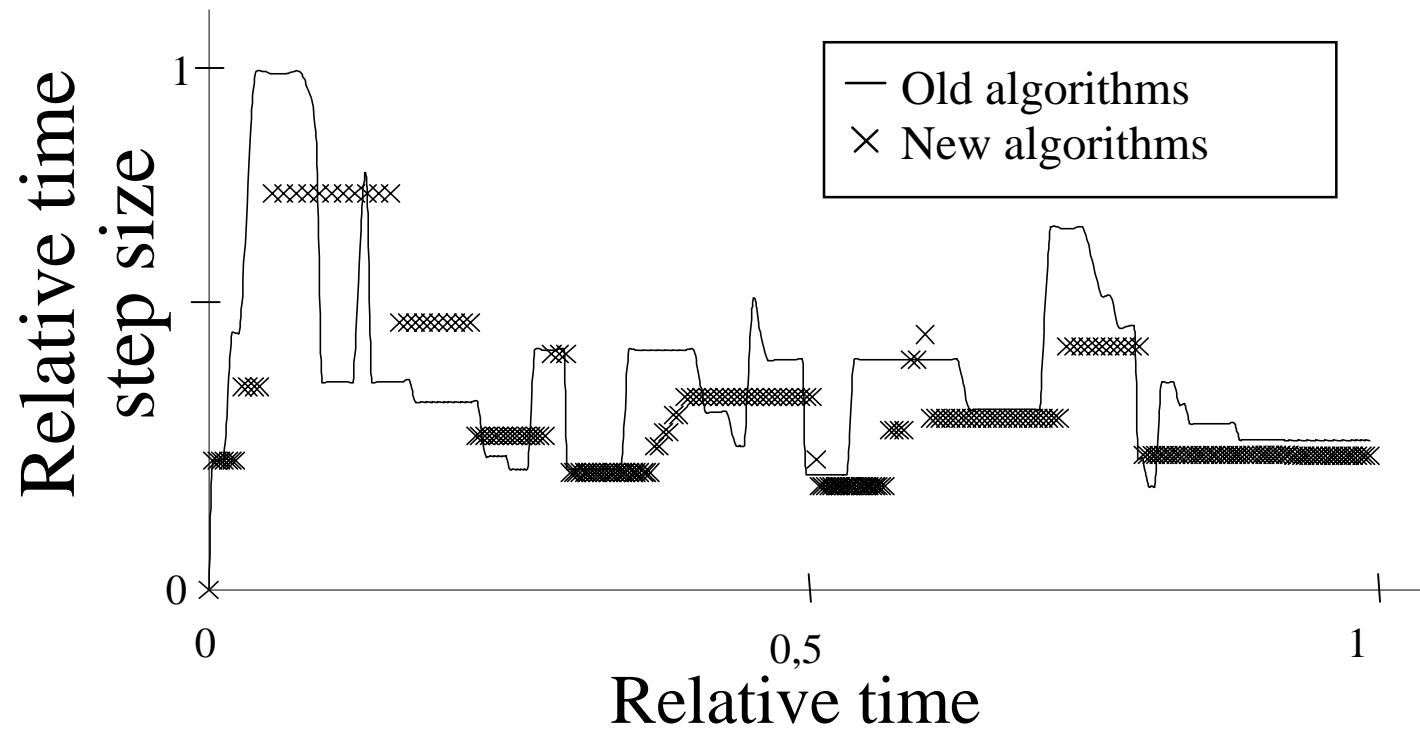 1
Relative time
step size
Old algorithms
New algorithms
0
0
0,5
1
Relative time